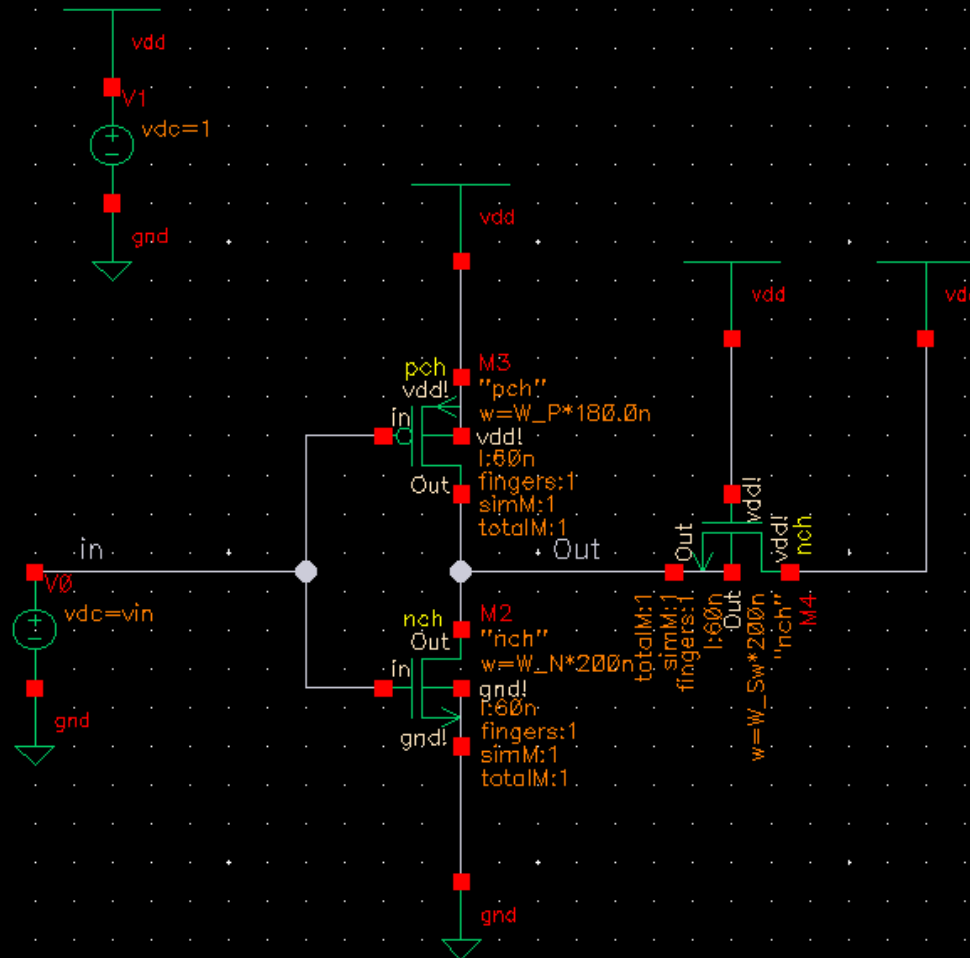 vdd
V1
vdc=1
gnd
vdd
vdd
vdd
pch
M3
vdd!
"pch"
in
w=W_P*180.0n
vdd!
l:60n
Out
fingers:1
simM:1
totalM:1
in
Out
V0
vdc=vin
gnd
nch
M2
Out
"nch"
in
w=W_N*200n
gnd!
l:60n
gnd!
fingers:1
simM:1
totalM:1
gnd
Out
vdd!
vdd!
nch
totalM:1
simM:1
fingers:1
l:60n
Out
w=W_Sw*200n
"nch"
M4